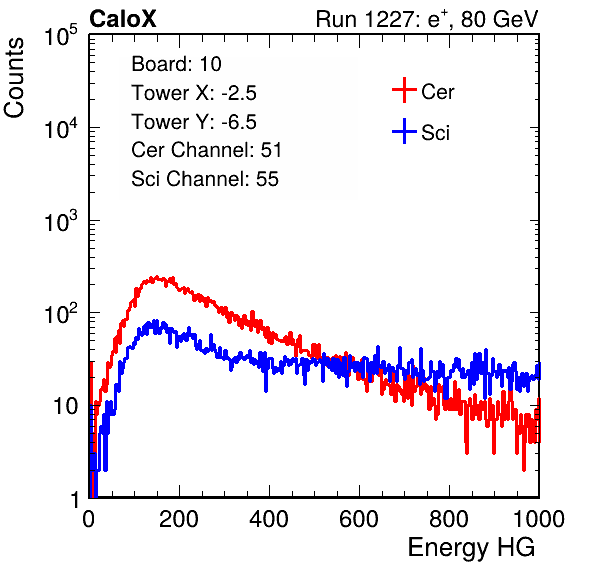 CaloX Run 1227: e⁺, 80 GeV
Counts
Board: 10
Tower X: -2.5
Tower Y: -6.5
Cer Channel: 51
Sci Channel: 55
Cer
Sci
10⁵
10⁴
10³
10²
10
1
0 200 400 600 800 1000
Energy HG